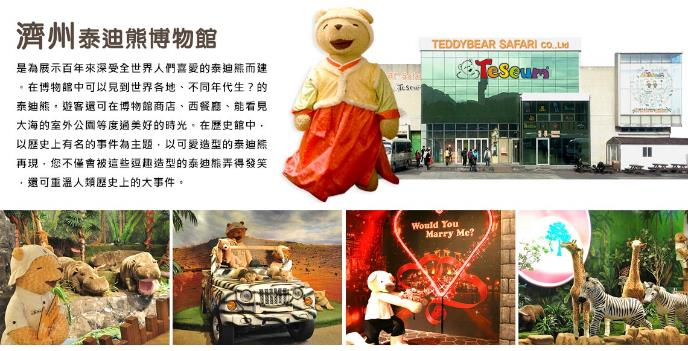 濟州泰迪熊博物館
是為展示百年來深受全世界人們喜愛的泰迪熊而建
。在博物館中可以見到世界各地、不同年代生？的
泰迪熊。遊客還可在博物館商店、西餐廳、能看見
大海的室外公園等度過美好的時光。在歷史館中，
以歷史上有名的事件為主題，以可愛造型的泰迪熊
再現，您不僅會被這些逗趣造型的泰迪熊弄得發笑
，還可重溫人類歷史上的大事件。
TEDDYBEAR SAFARI CO.,Ltd
Teseum
Teseum
Would You
Marry Me?